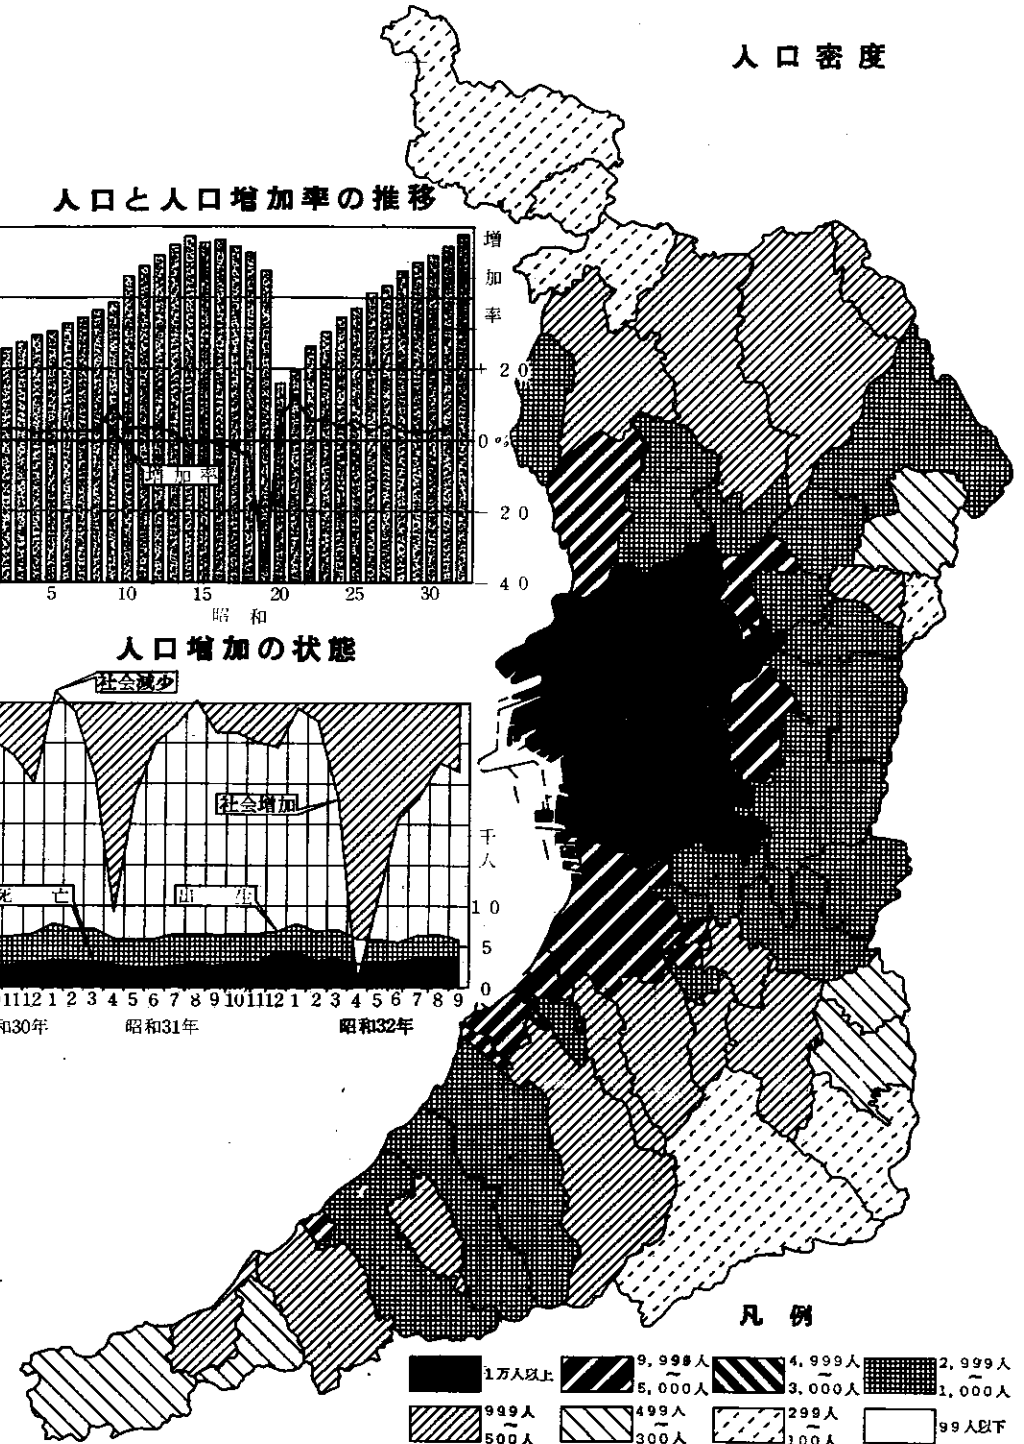 人口密度
人口と人口増加率の推移
増加率
+20
0%
-20
-40
増加率
5 10 15 20 25 30
昭和
人口増加の状態
社会減少
社会増加
千人
死亡
出生
10
5
0
11 12 1 2 3 4 5 6 7 8 9 10 11 12 1 2 3 4 5 6 7 8 9
和30年 昭和31年 昭和32年
凡例
1万人以上
9,999人～5,000人
4,999人～3,000人
2,999人～1,000人
999人～500人
499人～300人
299人～100人
99人以下